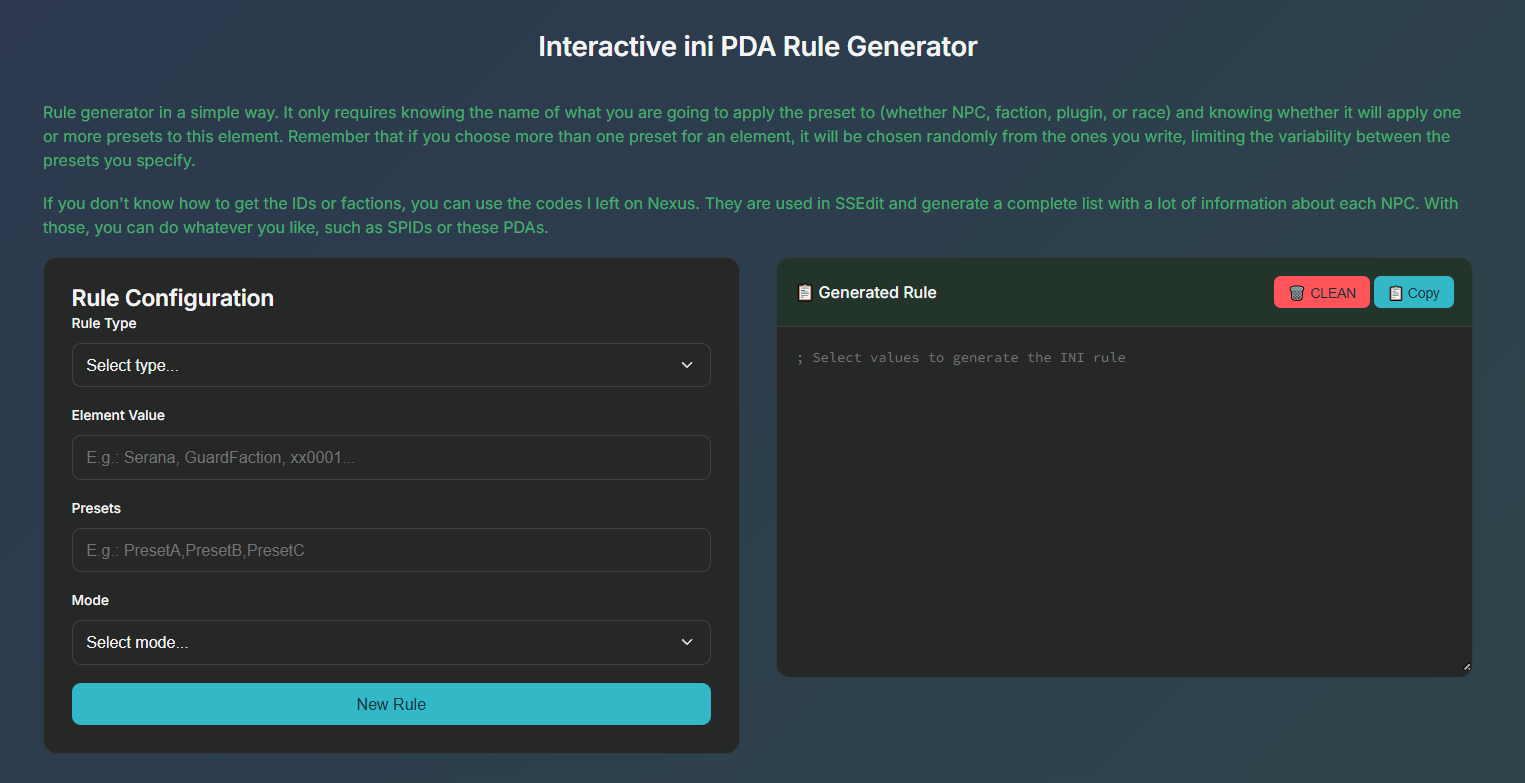 Interactive ini PDA Rule Generator
Rule generator in a simple way. It only requires knowing the name of what you are going to apply the preset to (whether NPC, faction, plugin, or race) and knowing whether it will apply one
or more presets to this element. Remember that if you choose more than one preset for an element, it will be chosen randomly from the ones you write, limiting the variability between the
presets you specify.
If you don't know how to get the IDs or factions, you can use the codes I left on Nexus. They are used in SSEdit and generate a complete list with a lot of information about each NPC. With
those, you can do whatever you like, such as SPIDs or these PDAs.
Rule Configuration
Rule Type
Select type...
Element Value
E.g.: Serana, GuardFaction, xx0001...
Presets
E.g.: PresetA,PresetB,PresetC
Mode
Select mode...
New Rule
📋 Generated Rule
🗑️ CLEAN
📋 Copy
; Select values to generate the INI rule